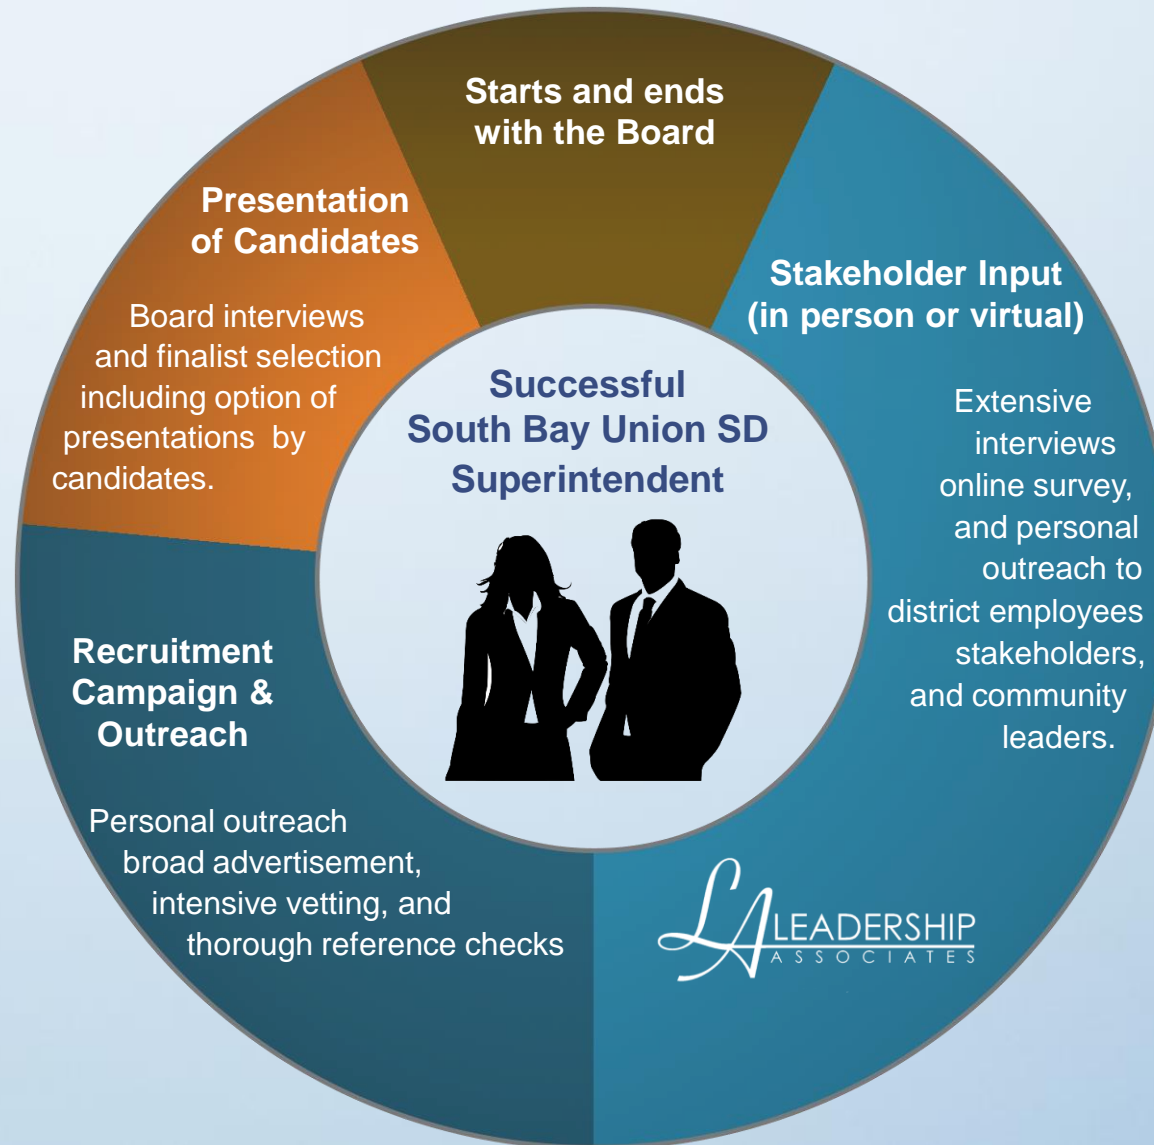 Starts and ends
with the Board
Stakeholder Input
(in person or virtual)
Extensive
interviews
online survey,
and personal
outreach to
district employees
stakeholders,
and community
leaders.
Recruitment
Campaign &
Outreach
Personal outreach
broad advertisement,
intensive vetting, and
thorough reference checks
Presentation
of Candidates
Board interviews
and finalist selection
including option of
presentations by
candidates.
Successful
South Bay Union SD
Superintendent
LA LEADERSHIP
ASSOCIATES